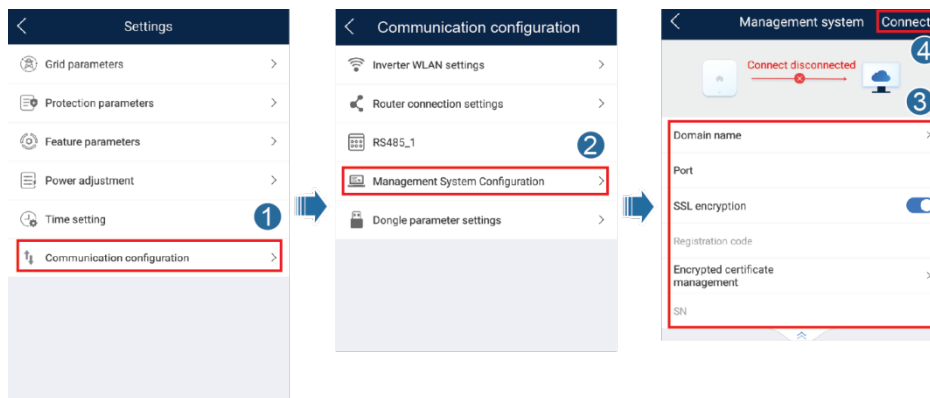 Settings
Grid parameters
Protection parameters
Feature parameters
Power adjustment
Time setting
1
Communication configuration
Communication configuration
Inverter WLAN settings
Router connection settings
RS485_1
2
Management System Configuration
Dongle parameter settings
Management system Connect
4
Connect disconnected
3
Domain name
Port
SSL encryption
Registration code
Encrypted certificate
management
SN